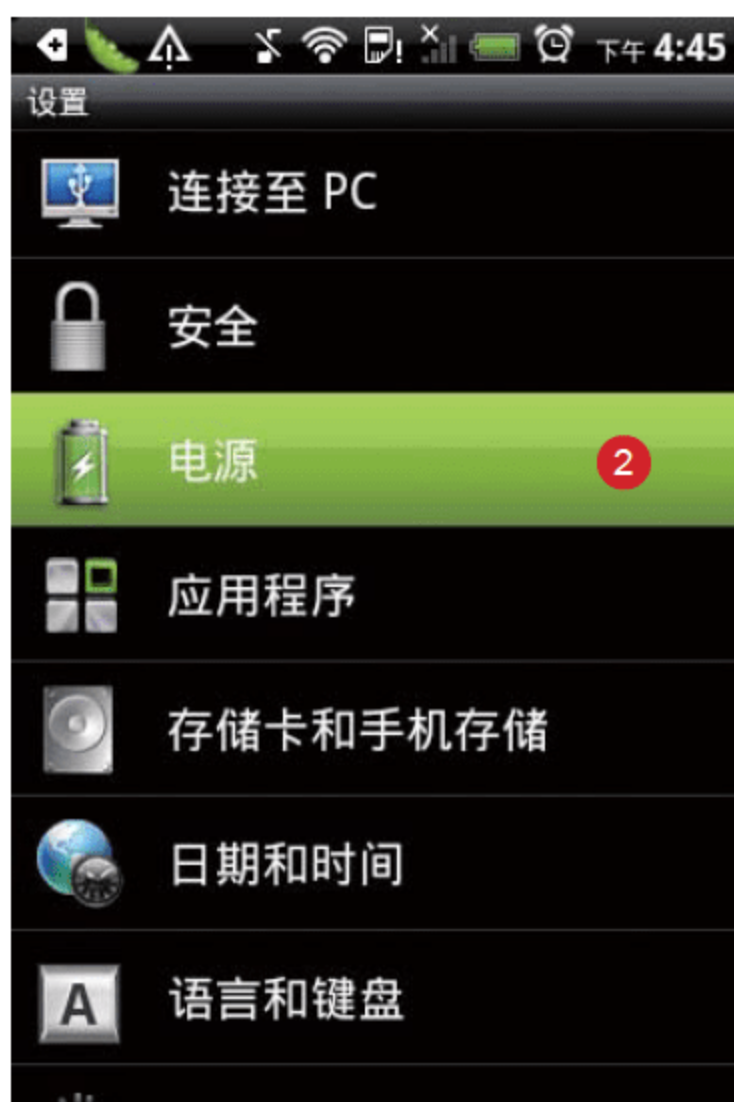 下午 4:45
设置
连接至 PC
安全
电源
2
应用程序
存储卡和手机存储
日期和时间
A
语言和键盘